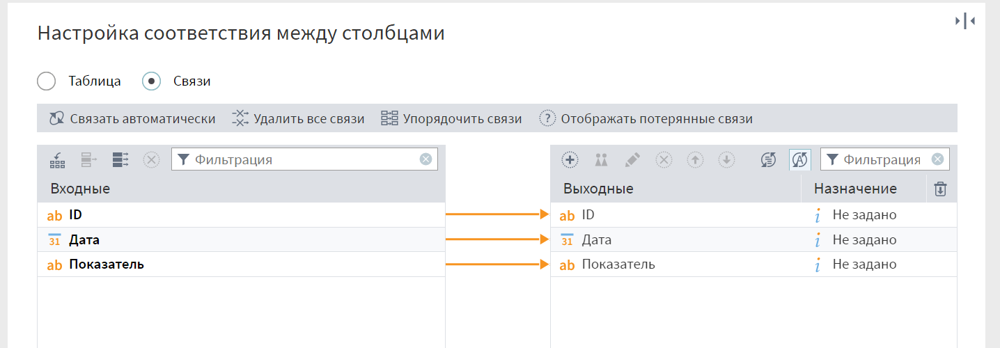 Настройка соответствия между столбцами
Таблица Связи
Связать автоматически Удалить все связи Упорядочить связи ? Отображать потерянные связи
Фильтрация A Фильтрация
Входные Выходные Назначение
ab ID ab ID i Не задано
31 Дата 31 Дата i Не задано
ab Показатель ab Показатель i Не задано